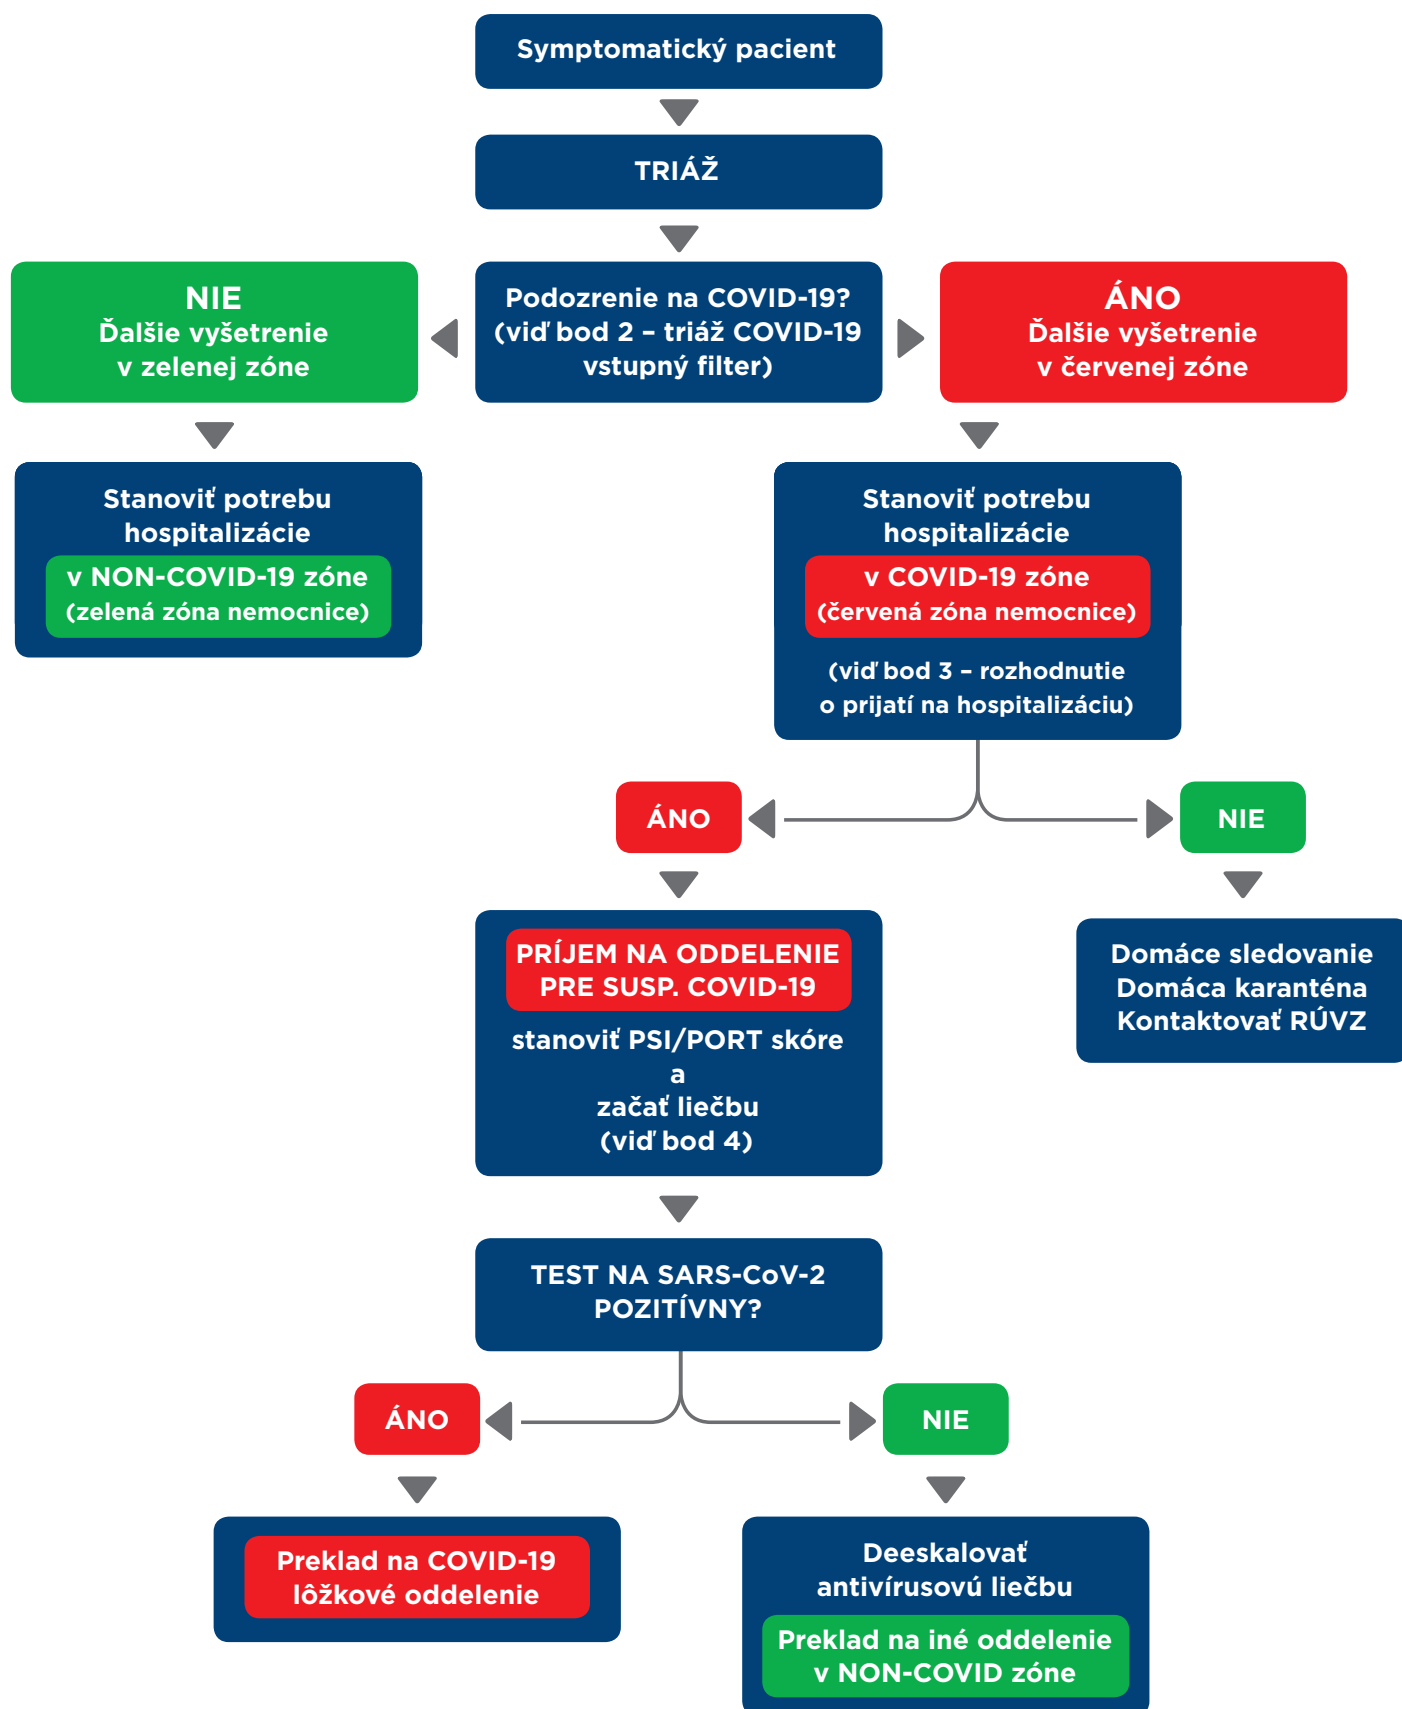 Symptomatický pacient
TRIÁŽ
NIE
Ďalšie vyšetrenie
v zelenej zóne
Podozrenie na COVID-19?
(viď bod 2 – triáž COVID-19
vstupný filter)
ÁNO
Ďalšie vyšetrenie
v červenej zóne
Stanoviť potrebu
hospitalizácie
v NON-COVID-19 zóne
(zelená zóna nemocnice)
Stanoviť potrebu
hospitalizácie
v COVID-19 zóne
(červená zóna nemocnice)
(viď bod 3 – rozhodnutie
o prijatí na hospitalizáciu)
ÁNO
NIE
PRÍJEM NA ODDELENIE
PRE SUSP. COVID-19
stanoviť PSI/PORT skóre
a
začať liečbu
(viď bod 4)
Domáce sledovanie
Domáca karanténa
Kontaktovať RÚVZ
TEST NA SARS-CoV-2
POZITÍVNY?
ÁNO
NIE
Preklad na COVID-19
lôžkové oddelenie
Deeskalovať
antivírusovú liečbu
Preklad na iné oddelenie
v NON-COVID zóne